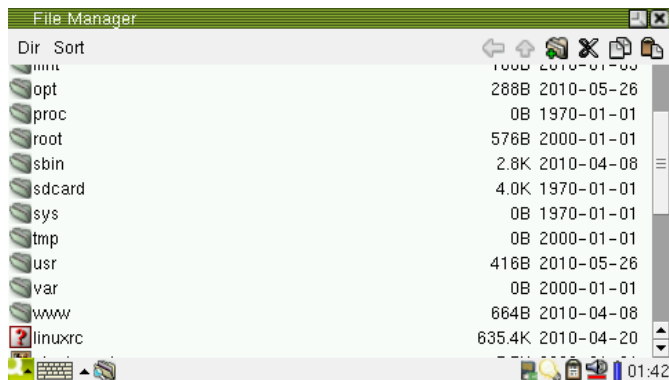 File Manager
Dir Sort
opt 288B 2010-05-26
proc 0B 1970-01-01
root 576B 2000-01-01
sbin 2.8K 2010-04-08
sdcard 4.0K 1970-01-01
sys 0B 1970-01-01
tmp 0B 2000-01-01
usr 416B 2010-05-26
var 0B 2000-01-01
www 664B 2010-04-08
linuxrc 635.4K 2010-04-20
01:42